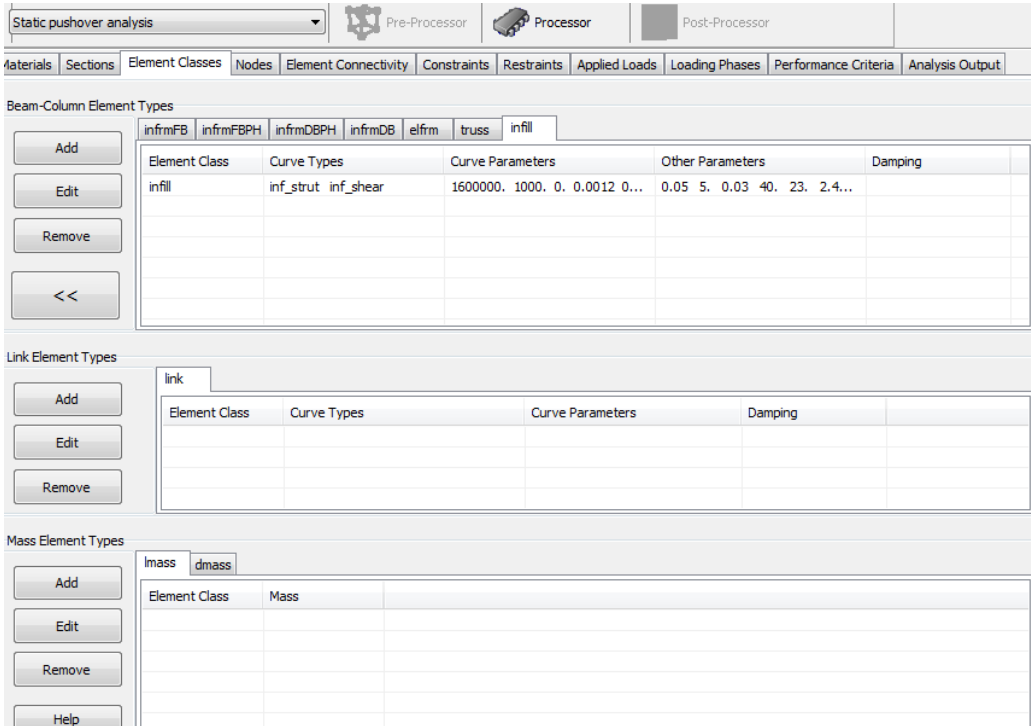 Static pushover analysis Pre-Processor Processor Post-Processor
Materials Sections Element Classes Nodes Element Connectivity Constraints Restraints Applied Loads Loading Phases Performance Criteria Analysis Output
Beam-Column Element Types
infrmFB infrmFBPH infrmDBPH infrmDB elfrm truss infill
Add
Edit
Remove
<<
Element Class Curve Types Curve Parameters Other Parameters Damping
infill inf_strut inf_shear 1600000. 1000. 0. 0.0012 0... 0.05 5. 0.03 40. 23. 2.4...
Link Element Types
link
Add
Edit
Remove
Element Class Curve Types Curve Parameters Damping
Mass Element Types
lmass dmass
Add
Edit
Remove
Help
Element Class Mass